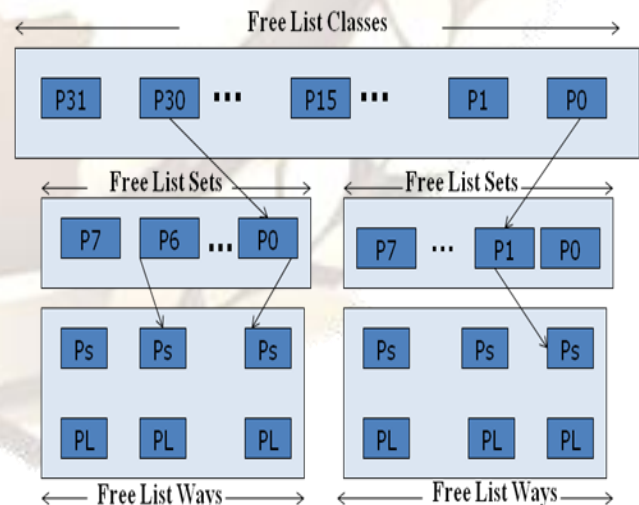 Free List Classes
P31 P30 ... P15 ... P1 P0
Free List Sets Free List Sets
P7 P6 ... P0 P7 ... P1 P0
Ps Ps Ps Ps Ps Ps
PL PL PL PL PL PL
Free List Ways Free List Ways